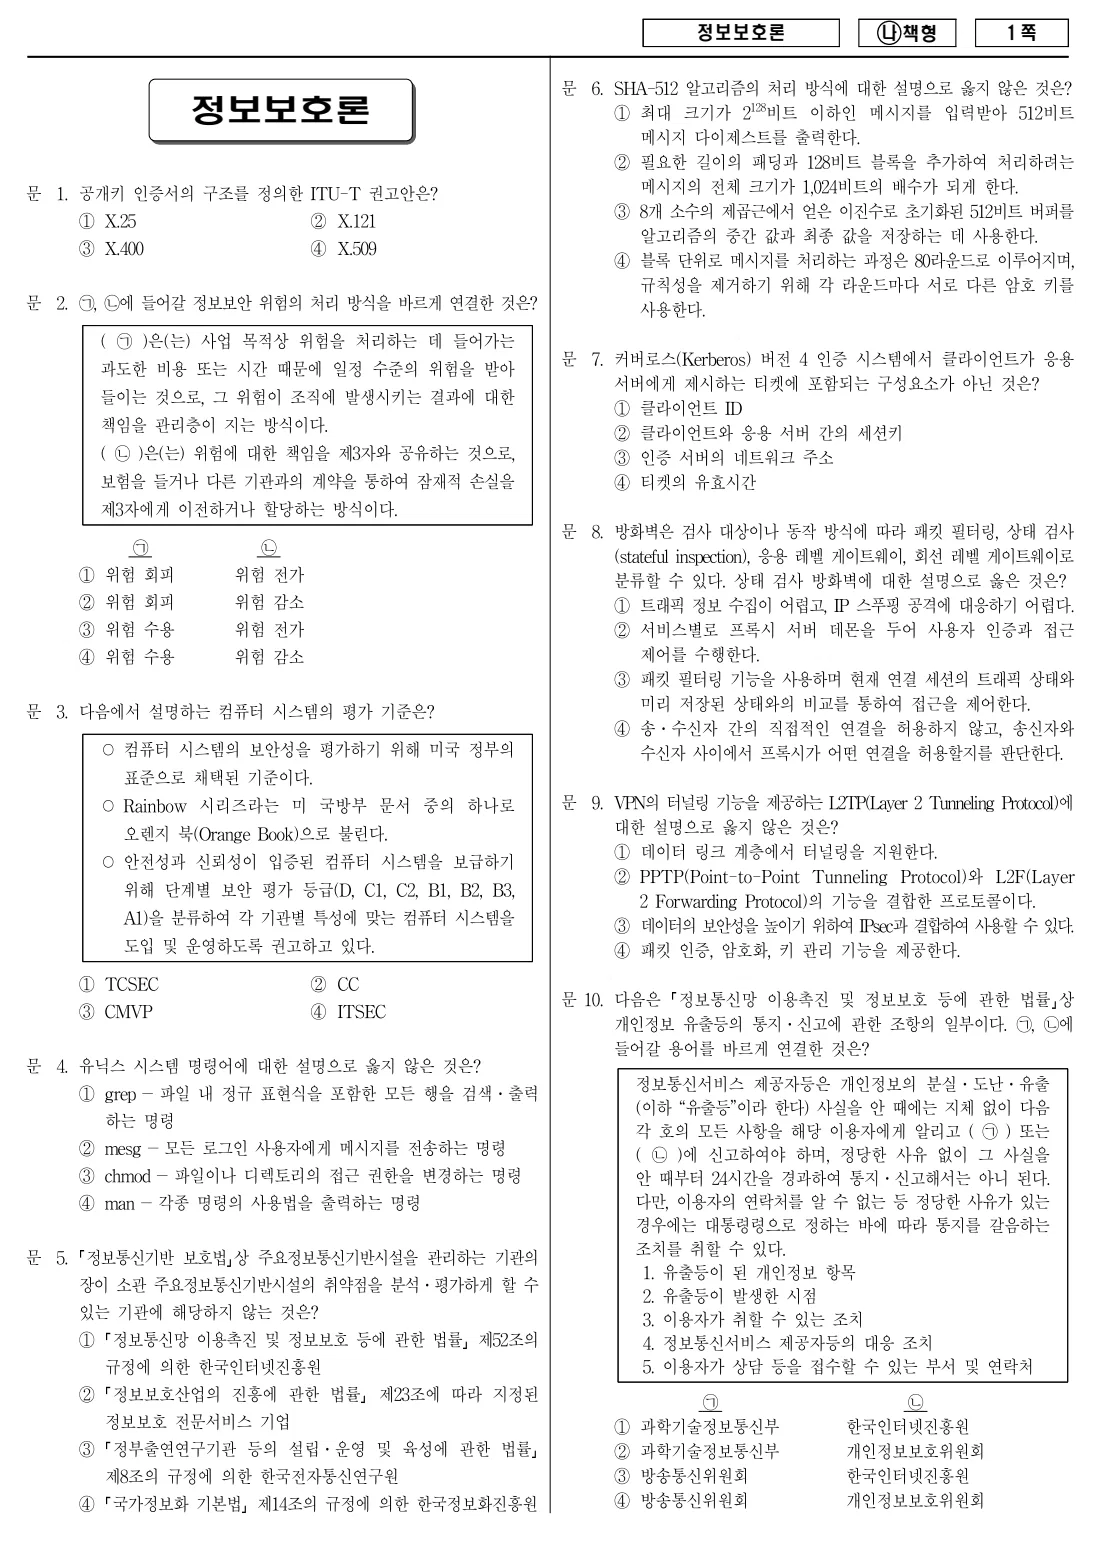 정보보호론
㉯책형
1 쪽
정보보호론
문 1. 공개키 인증서의 구조를 정의한 ITU-T 권고안은?
① X.25 ② X.121
③ X.400 ④ X.509
문 2. ㉠, ㉡에 들어갈 정보보안 위험의 처리 방식을 바르게 연결한 것은?
( ㉠ )은(는) 사업 목적상 위험을 처리하는 데 들어가는
과도한 비용 또는 시간 때문에 일정 수준의 위험을 받아
들이는 것으로, 그 위험이 조직에 발생시키는 결과에 대한
책임을 관리층이 지는 방식이다.
( ㉡ )은(는) 위험에 대한 책임을 제3자와 공유하는 것으로,
보험을 들거나 다른 기관과의 계약을 통하여 잠재적 손실을
제3자에게 이전하거나 할당하는 방식이다.
㉠ ㉡
① 위험 회피 위험 전가
② 위험 회피 위험 감소
③ 위험 수용 위험 전가
④ 위험 수용 위험 감소
문 3. 다음에서 설명하는 컴퓨터 시스템의 평가 기준은?
○ 컴퓨터 시스템의 보안성을 평가하기 위해 미국 정부의
표준으로 채택된 기준이다.
○ Rainbow 시리즈라는 미 국방부 문서 중의 하나로
오렌지 북(Orange Book)으로 불린다.
○ 안전성과 신뢰성이 입증된 컴퓨터 시스템을 보급하기
위해 단계별 보안 평가 등급(D, C1, C2, B1, B2, B3,
A1)을 분류하여 각 기관별 특성에 맞는 컴퓨터 시스템을
도입 및 운영하도록 권고하고 있다.
① TCSEC ② CC
③ CMVP ④ ITSEC
문 4. 유닉스 시스템 명령어에 대한 설명으로 옳지 않은 것은?
① grep – 파일 내 정규 표현식을 포함한 모든 행을 검색·출력
하는 명령
② mesg – 모든 로그인 사용자에게 메시지를 전송하는 명령
③ chmod – 파일이나 디렉토리의 접근 권한을 변경하는 명령
④ man – 각종 명령의 사용법을 출력하는 명령
문 5. 「정보통신기반 보호법」상 주요정보통신기반시설을 관리하는 기관의
장이 소관 주요정보통신기반시설의 취약점을 분석·평가하게 할 수
있는 기관에 해당하지 않는 것은?
① 「정보통신망 이용촉진 및 정보보호 등에 관한 법률」 제52조의
규정에 의한 한국인터넷진흥원
② 「정보보호산업의 진흥에 관한 법률」 제23조에 따라 지정된
정보보호 전문서비스 기업
③ 「정부출연연구기관 등의 설립·운영 및 육성에 관한 법률」
제8조의 규정에 의한 한국전자통신연구원
④ 「국가정보화 기본법」 제14조의 규정에 의한 한국정보화진흥원
문 6. SHA-512 알고리즘의 처리 방식에 대한 설명으로 옳지 않은 것은?
① 최대 크기가 2¹²⁸비트 이하인 메시지를 입력받아 512비트
메시지 다이제스트를 출력한다.
② 필요한 길이의 패딩과 128비트 블록을 추가하여 처리하려는
메시지의 전체 크기가 1,024비트의 배수가 되게 한다.
③ 8개 소수의 제곱근에서 얻은 이진수로 초기화된 512비트 버퍼를
알고리즘의 중간 값과 최종 값을 저장하는 데 사용한다.
④ 블록 단위로 메시지를 처리하는 과정은 80라운드로 이루어지며,
규칙성을 제거하기 위해 각 라운드마다 서로 다른 암호 키를
사용한다.
문 7. 커버로스(Kerberos) 버전 4 인증 시스템에서 클라이언트가 응용
서버에게 제시하는 티켓에 포함되는 구성요소가 아닌 것은?
① 클라이언트 ID
② 클라이언트와 응용 서버 간의 세션키
③ 인증 서버의 네트워크 주소
④ 티켓의 유효시간
문 8. 방화벽은 검사 대상이나 동작 방식에 따라 패킷 필터링, 상태 검사
(stateful inspection), 응용 레벨 게이트웨이, 회선 레벨 게이트웨이로
분류할 수 있다. 상태 검사 방화벽에 대한 설명으로 옳은 것은?
① 트래픽 정보 수집이 어렵고, IP 스푸핑 공격에 대응하기 어렵다.
② 서비스별로 프록시 서버 데몬을 두어 사용자 인증과 접근
제어를 수행한다.
③ 패킷 필터링 기능을 사용하며 현재 연결 세션의 트래픽 상태와
미리 저장된 상태와의 비교를 통하여 접근을 제어한다.
④ 송·수신자 간의 직접적인 연결을 허용하지 않고, 송신자와
수신자 사이에서 프록시가 어떤 연결을 허용할지를 판단한다.
문 9. VPN의 터널링 기능을 제공하는 L2TP(Layer 2 Tunneling Protocol)에
대한 설명으로 옳지 않은 것은?
① 데이터 링크 계층에서 터널링을 지원한다.
② PPTP(Point-to-Point Tunneling Protocol)와 L2F(Layer
2 Forwarding Protocol)의 기능을 결합한 프로토콜이다.
③ 데이터의 보안성을 높이기 위하여 IPsec과 결합하여 사용할 수 있다.
④ 패킷 인증, 암호화, 키 관리 기능을 제공한다.
문 10. 다음은 「정보통신망 이용촉진 및 정보보호 등에 관한 법률」상
개인정보 유출등의 통지·신고에 관한 조항의 일부이다. ㉠, ㉡에
들어갈 용어를 바르게 연결한 것은?
정보통신서비스 제공자등은 개인정보의 분실·도난·유출
(이하 “유출등”이라 한다) 사실을 안 때에는 지체 없이 다음
각 호의 모든 사항을 해당 이용자에게 알리고 ( ㉠ ) 또는
( ㉡ )에 신고하여야 하며, 정당한 사유 없이 그 사실을
안 때부터 24시간을 경과하여 통지·신고해서는 아니 된다.
다만, 이용자의 연락처를 알 수 없는 등 정당한 사유가 있는
경우에는 대통령령으로 정하는 바에 따라 통지를 갈음하는
조치를 취할 수 있다.
1. 유출등이 된 개인정보 항목
2. 유출등이 발생한 시점
3. 이용자가 취할 수 있는 조치
4. 정보통신서비스 제공자등의 대응 조치
5. 이용자가 상담 등을 접수할 수 있는 부서 및 연락처
㉠ ㉡
① 과학기술정보통신부 한국인터넷진흥원
② 과학기술정보통신부 개인정보보호위원회
③ 방송통신위원회 한국인터넷진흥원
④ 방송통신위원회 개인정보보호위원회